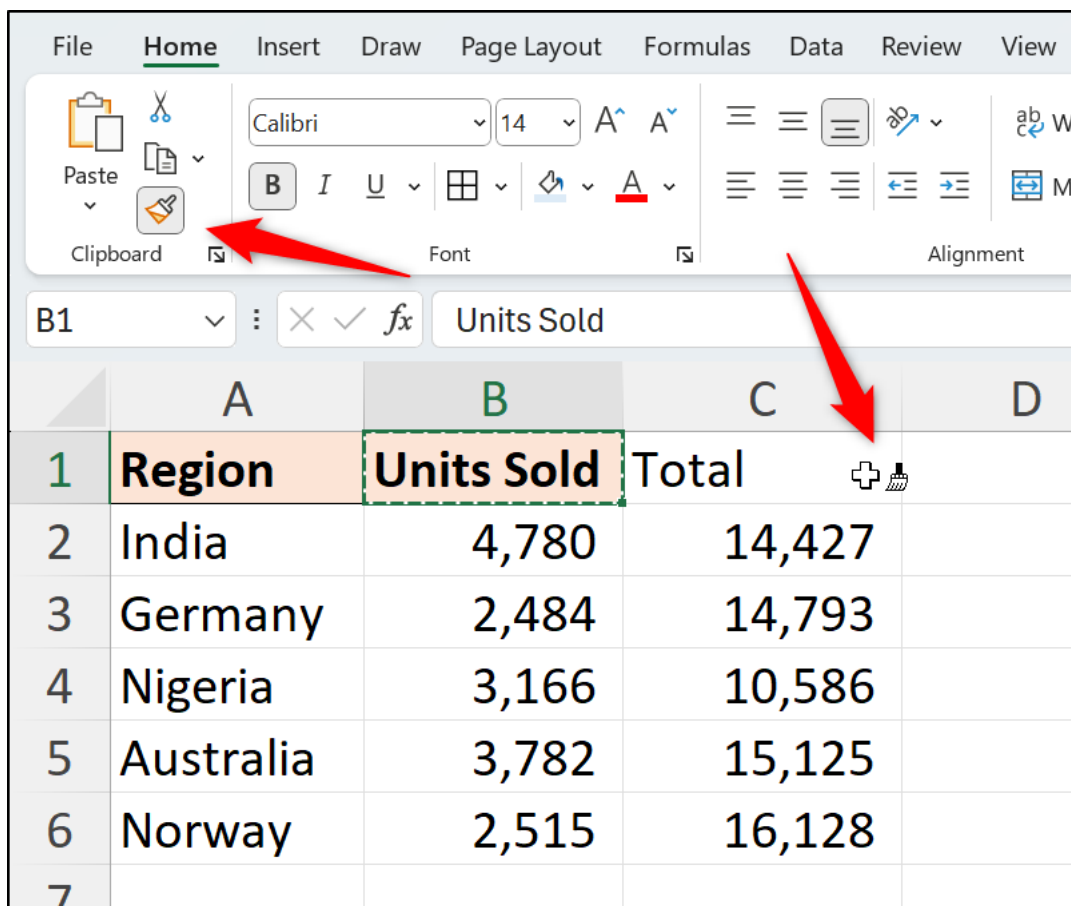 File Home Insert Draw Page Layout Formulas Data Review View
Calibri 14 A A ab W
Paste B I U A c M
Clipboard Font Alignment
B1 fx Units Sold
A B C D
1 Region Units Sold Total
2 India 4,780 14,427
3 Germany 2,484 14,793
4 Nigeria 3,166 10,586
5 Australia 3,782 15,125
6 Norway 2,515 16,128
7